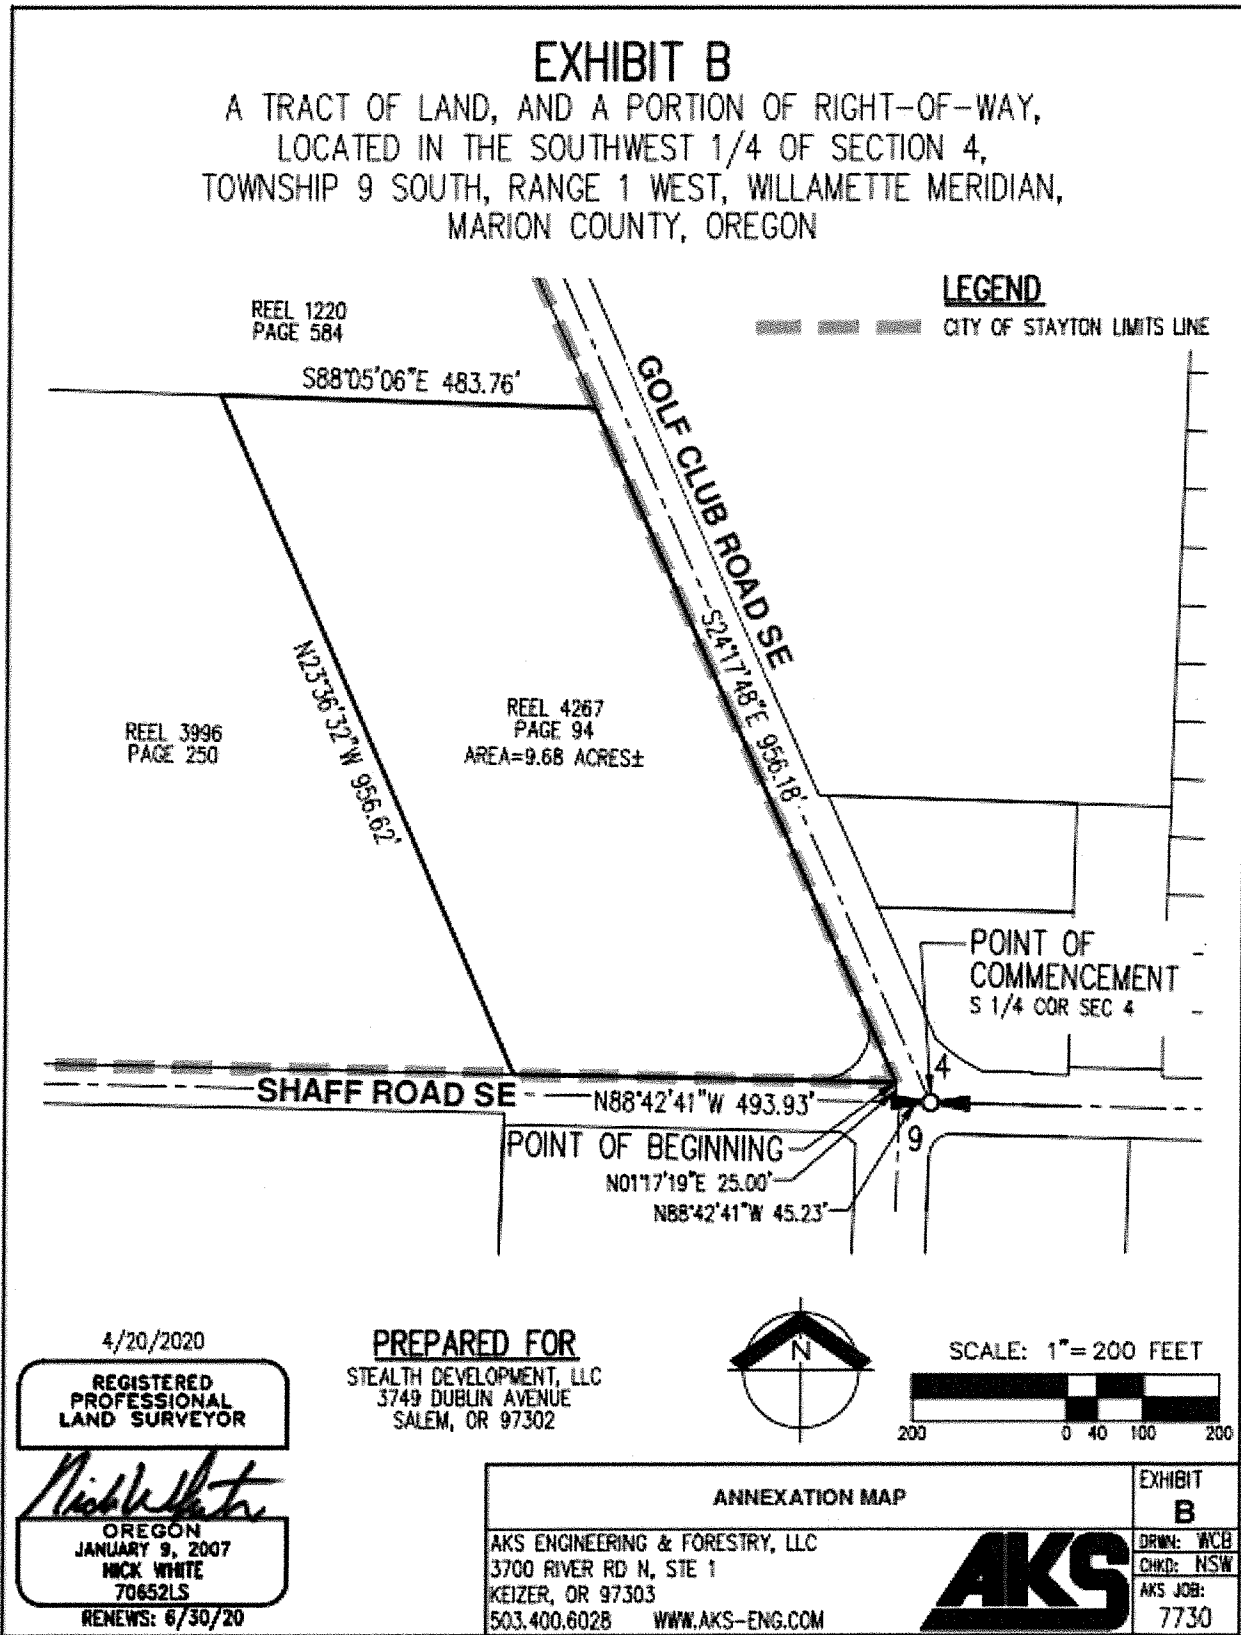 EXHIBIT B
A TRACT OF LAND, AND A PORTION OF RIGHT-OF-WAY,
LOCATED IN THE SOUTHWEST 1/4 OF SECTION 4,
TOWNSHIP 9 SOUTH, RANGE 1 WEST, WILLAMETTE MERIDIAN,
MARION COUNTY, OREGON
LEGEND
CITY OF STAYTON LIMITS LINE
REEL 1220
PAGE 584
S88°05'06"E 483.76'
GOLF CLUB ROAD SE
S24°17'48"E 956.18'
N23°36'32"W 956.62'
REEL 4267
PAGE 94
AREA=9.68 ACRES±
REEL 3996
PAGE 250
POINT OF
COMMENCEMENT
S 1/4 COR SEC 4
4
9
SHAFF ROAD SE
N88°42'41"W 493.93'
POINT OF BEGINNING
N01°17'19"E 25.00'
N88°42'41"W 45.23'
4/20/2020
REGISTERED
PROFESSIONAL
LAND SURVEYOR
Nick White
OREGON
JANUARY 9, 2007
NICK WHITE
70652LS
RENEWS: 6/30/20
PREPARED FOR
STEALTH DEVELOPMENT, LLC
3749 DUBLIN AVENUE
SALEM, OR 97302
N
SCALE: 1"= 200 FEET
200 0 40 100 200
ANNEXATION MAP
AKS ENGINEERING & FORESTRY, LLC
3700 RIVER RD N, STE 1
KEIZER, OR 97303
503.400.6028 WWW.AKS-ENG.COM
AKS
EXHIBIT
B
DRWN: WCB
CHKD: NSW
AKS JOB:
7730